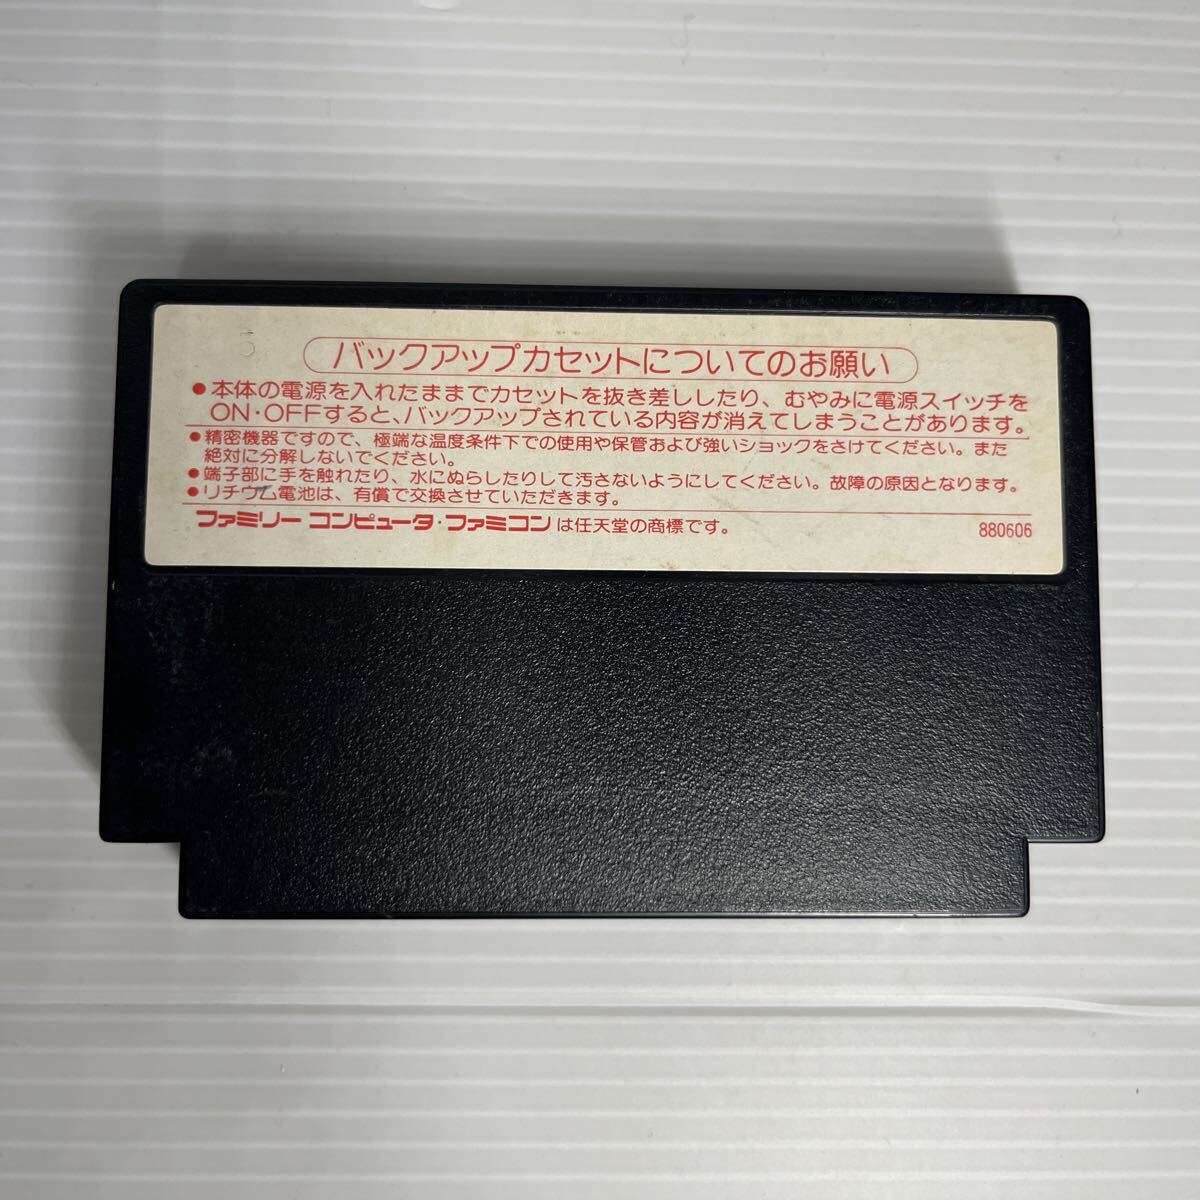 5
バックアップカセットについてのお願い
●本体の電源を入れたままでカセットを抜き差ししたり、むやみに電源スイッチを
ON・OFFすると、バックアップされている内容が消えてしまうことがあります。
●精密機器ですので、極端な温度条件下での使用や保管および強いショックをさけてください。また
絶対に分解しないでください。
●端子部に手を触れたり、水にぬらしたりして汚さないようにしてください。故障の原因となります。
●リチウム電池は、有償で交換させていただきます。
ファミリーコンピュータ・ファミコンは任天堂の商標です。 880606